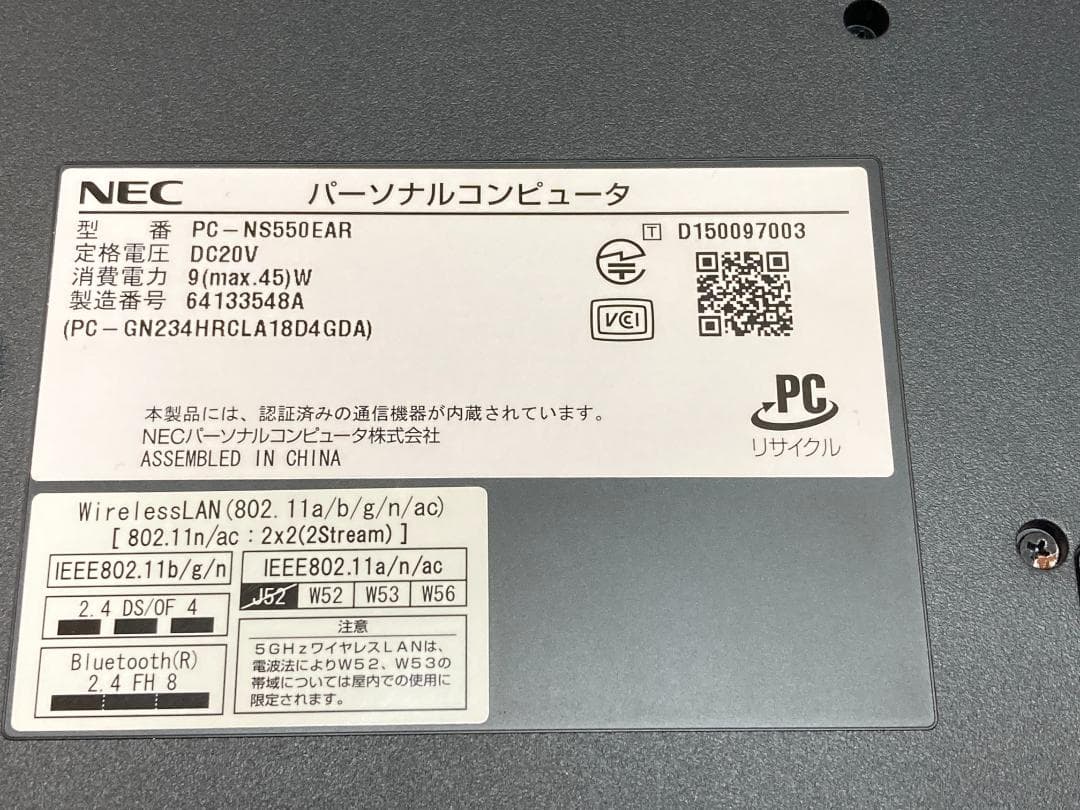 NEC パーソナルコンピュータ
型 番 PC-NS550EAR
定格電圧 DC20V
消費電力 9(max.45)W
製造番号 64133548A
(PC-GN234HRCLA18D4GDA)
T D150097003
VCCI
PC
リサイクル
本製品には、認証済みの通信機器が内蔵されています。
NECパーソナルコンピュータ株式会社
ASSEMBLED IN CHINA
WirelessLAN(802.11a/b/g/n/ac)
[ 802.11n/ac : 2x2(2Stream) ]
IEEE802.11b/g/n
IEEE802.11a/n/ac
J52 W52 W53 W56
2.4 DS/OF 4
Bluetooth(R)
2.4 FH 8
注意
5GHzワイヤレスLANは、
電波法によりW52、W53の
帯域については屋内での使用に
限定されます。